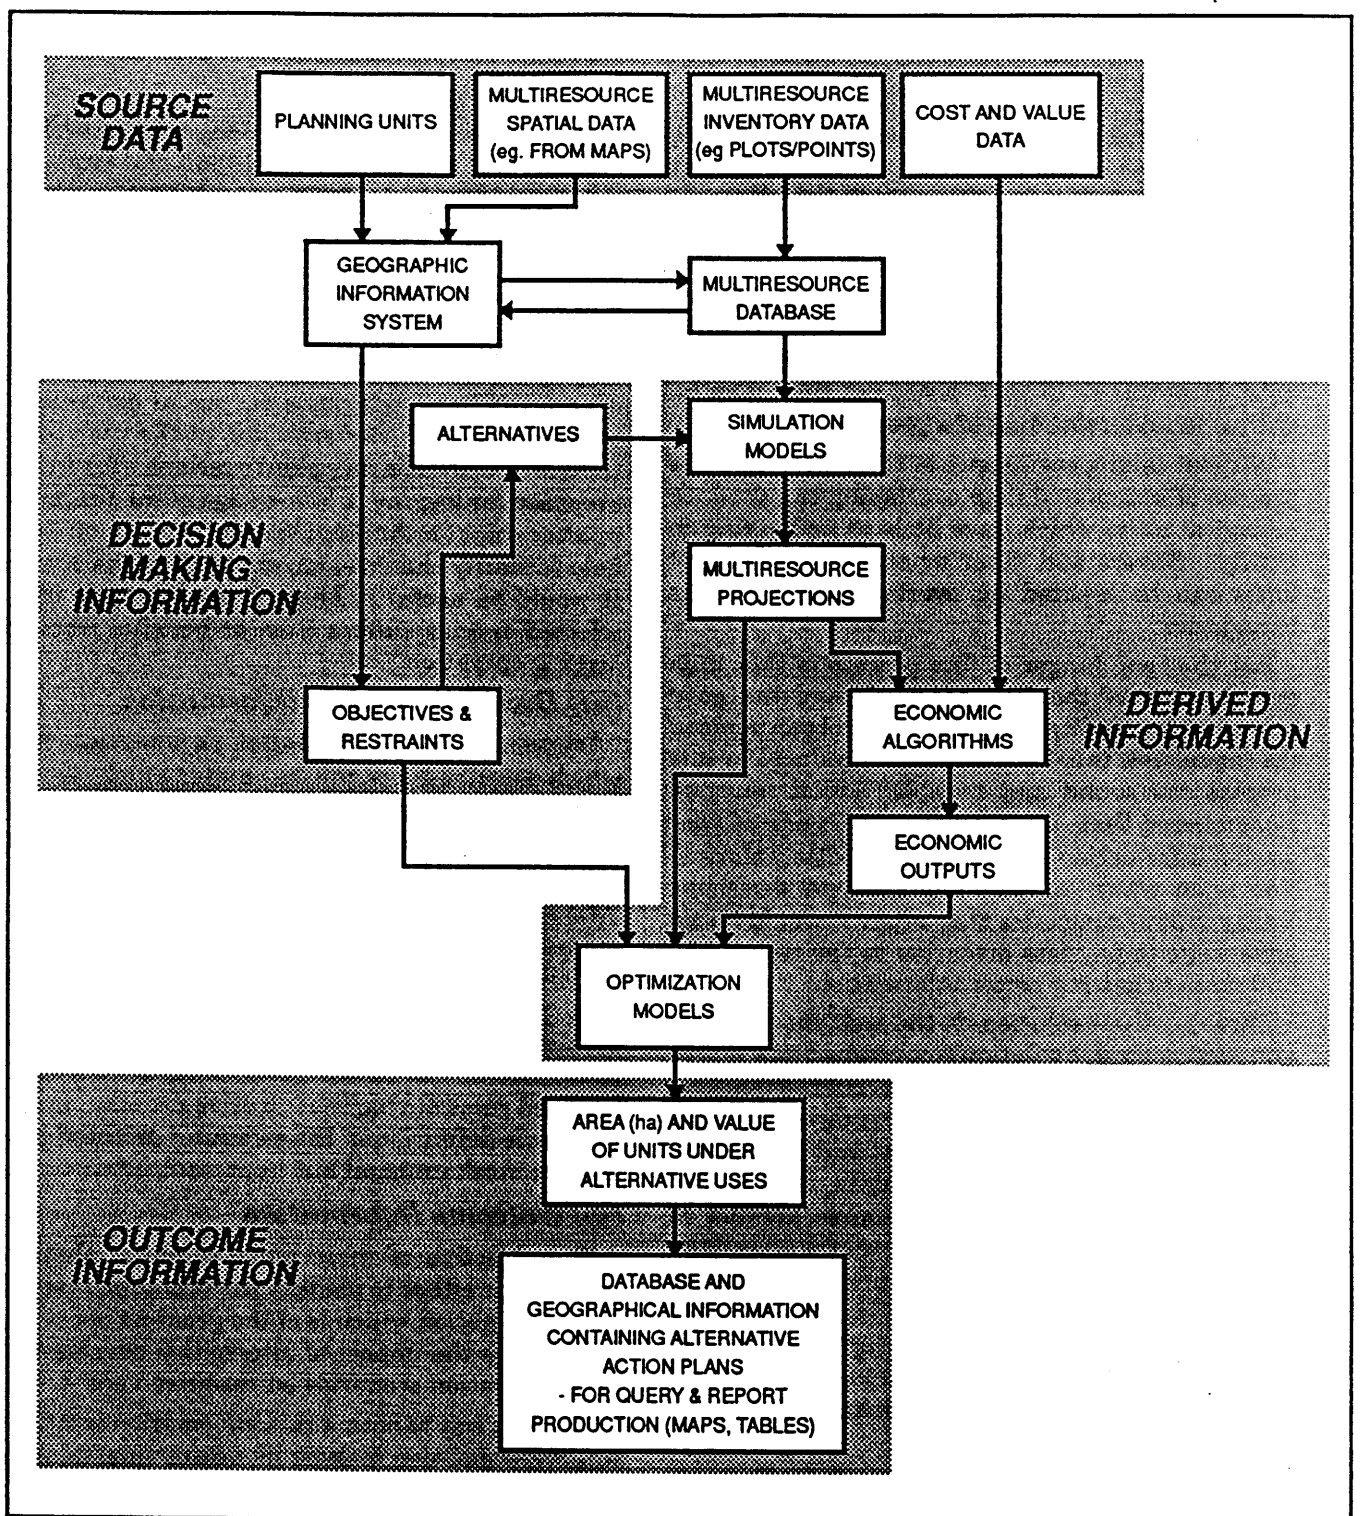 SOURCE
DATA
PLANNING UNITS
MULTIRESOURCE
SPATIAL DATA
(eg. FROM MAPS)
MULTIRESOURCE
INVENTORY DATA
(eg PLOTS/POINTS)
COST AND VALUE
DATA
GEOGRAPHIC
INFORMATION
SYSTEM
MULTIRESOURCE
DATABASE
ALTERNATIVES
SIMULATION
MODELS
DECISION
MAKING
INFORMATION
MULTIRESOURCE
PROJECTIONS
OBJECTIVES &
RESTRAINTS
ECONOMIC
ALGORITHMS
DERIVED
INFORMATION
ECONOMIC
OUTPUTS
OPTIMIZATION
MODELS
AREA (ha) AND VALUE
OF UNITS UNDER
ALTERNATIVE USES
OUTCOME
INFORMATION
DATABASE AND
GEOGRAPHICAL INFORMATION
CONTAINING ALTERNATIVE
ACTION PLANS
- FOR QUERY & REPORT
PRODUCTION (MAPS, TABLES)